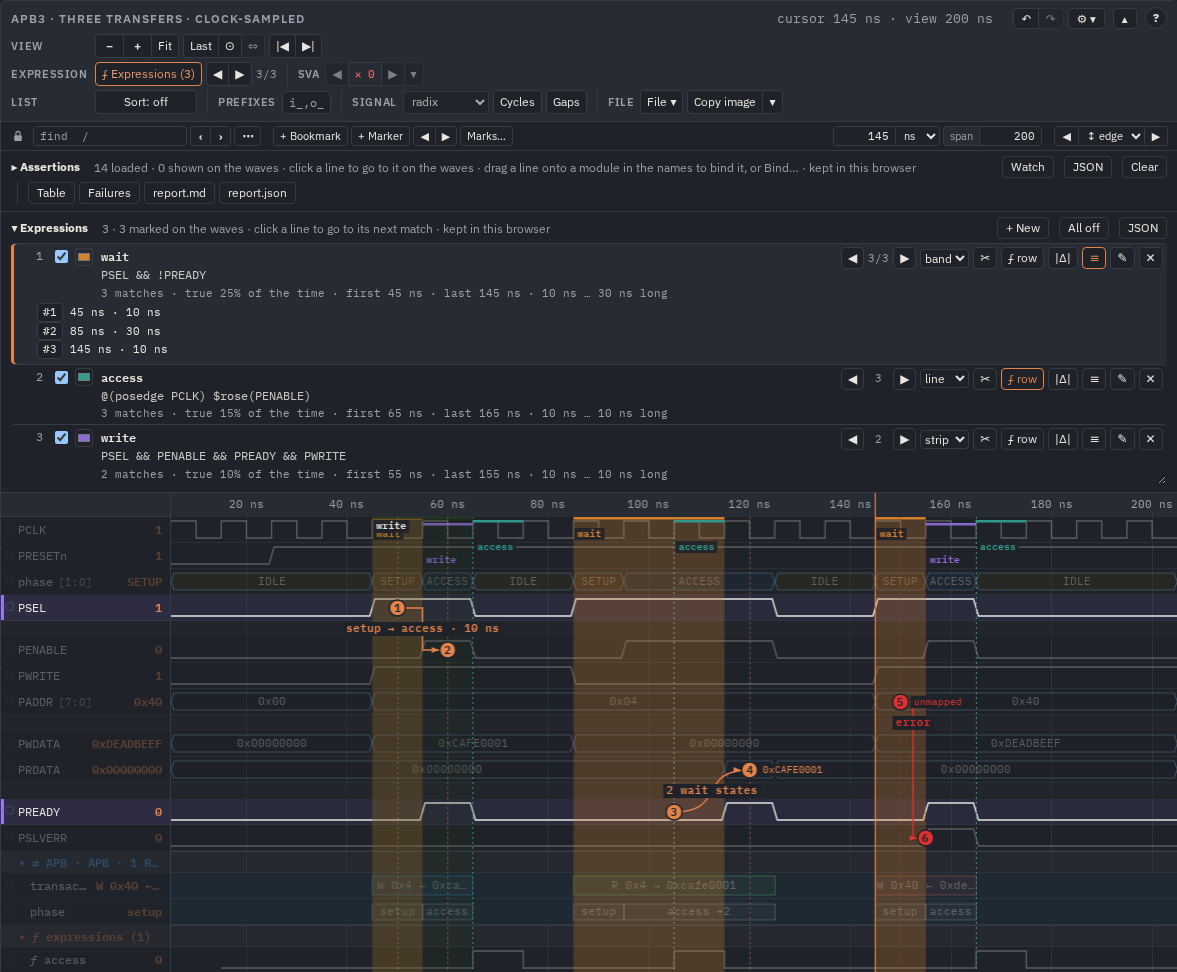 APB3 · THREE TRANSFERS · CLOCK-SAMPLED cursor 145 ns · view 200 ns ↶ ↷ ⚙ ▾ ▲ ?
VIEW − + Fit Last ⊙ ⇔ |◀ ▶|
EXPRESSION ƒ Expressions (3) ◀ ▶ 3/3 SVA ◀ × 0 ▶ ▾
LIST Sort: off PREFIXES i_,o_ SIGNAL radix Cycles Gaps FILE File ▾ Copy image ▾
find / ‹ › ⋯ + Bookmark + Marker ◀ ▶ Marks… 145 ns span 200 ◀ ↕ edge ▶
▸ Assertions 14 loaded · 0 shown on the waves · click a line to go to it on the waves · drag a line onto a module in the names to bind it, or Bind… · kept in this browser Watch JSON Clear
Table Failures report.md report.json
▾ Expressions 3 · 3 marked on the waves · click a line to go to its next match · kept in this browser + New All off JSON
1 wait ◀ 3/3 ▶ band ✂ ƒ row |Δ| ≡ ✎ ✕
PSEL && !PREADY
3 matches · true 25% of the time · first 45 ns · last 145 ns · 10 ns … 30 ns long
#1 45 ns · 10 ns
#2 85 ns · 30 ns
#3 145 ns · 10 ns
2 access ◀ 3 ▶ line ✂ ƒ row |Δ| ≡ ✎ ✕
@(posedge PCLK) $rose(PENABLE)
3 matches · true 15% of the time · first 65 ns · last 165 ns · 10 ns … 10 ns long
3 write ◀ 2 ▶ strip ✂ ƒ row |Δ| ≡ ✎ ✕
PSEL && PENABLE && PREADY && PWRITE
2 matches · true 10% of the time · first 55 ns · last 155 ns · 10 ns … 10 ns long
20 ns 40 ns 60 ns 80 ns 100 ns 120 ns 140 ns 160 ns 180 ns 200 ns
PCLK 1 write
wait wait wait
PRESETn 1 access access access
write write
phase [1:0] SETUP IDLE SETUP ACCESS IDLE SETUP ACCESS IDLE SETUP ACCESS IDLE
PSEL 1 1
setup → access · 10 ns
PENABLE 0 2
PWRITE 1
PADDR [7:0] 0x40 0x00 0x04 5 unmapped 0x40
error
PWDATA 0xDEADBEEF 0x00000000 0xCAFE0001 0x00000000 0xDEADBEEF
PRDATA 0x00000000 0x00000000 4 0xCAFE0001 0x00000000
2 wait states
PREADY 0 3
PSLVERR 0 6
▾ # APB · APB · 1 R…
transac… W 0x40 ←… W 0x4 ← 0xca… R 0x4 → 0xcafe0001 W 0x40 ← 0xde…
phase setup setup access setup access +2 setup access
▾ ƒ expressions (1)
ƒ access 0